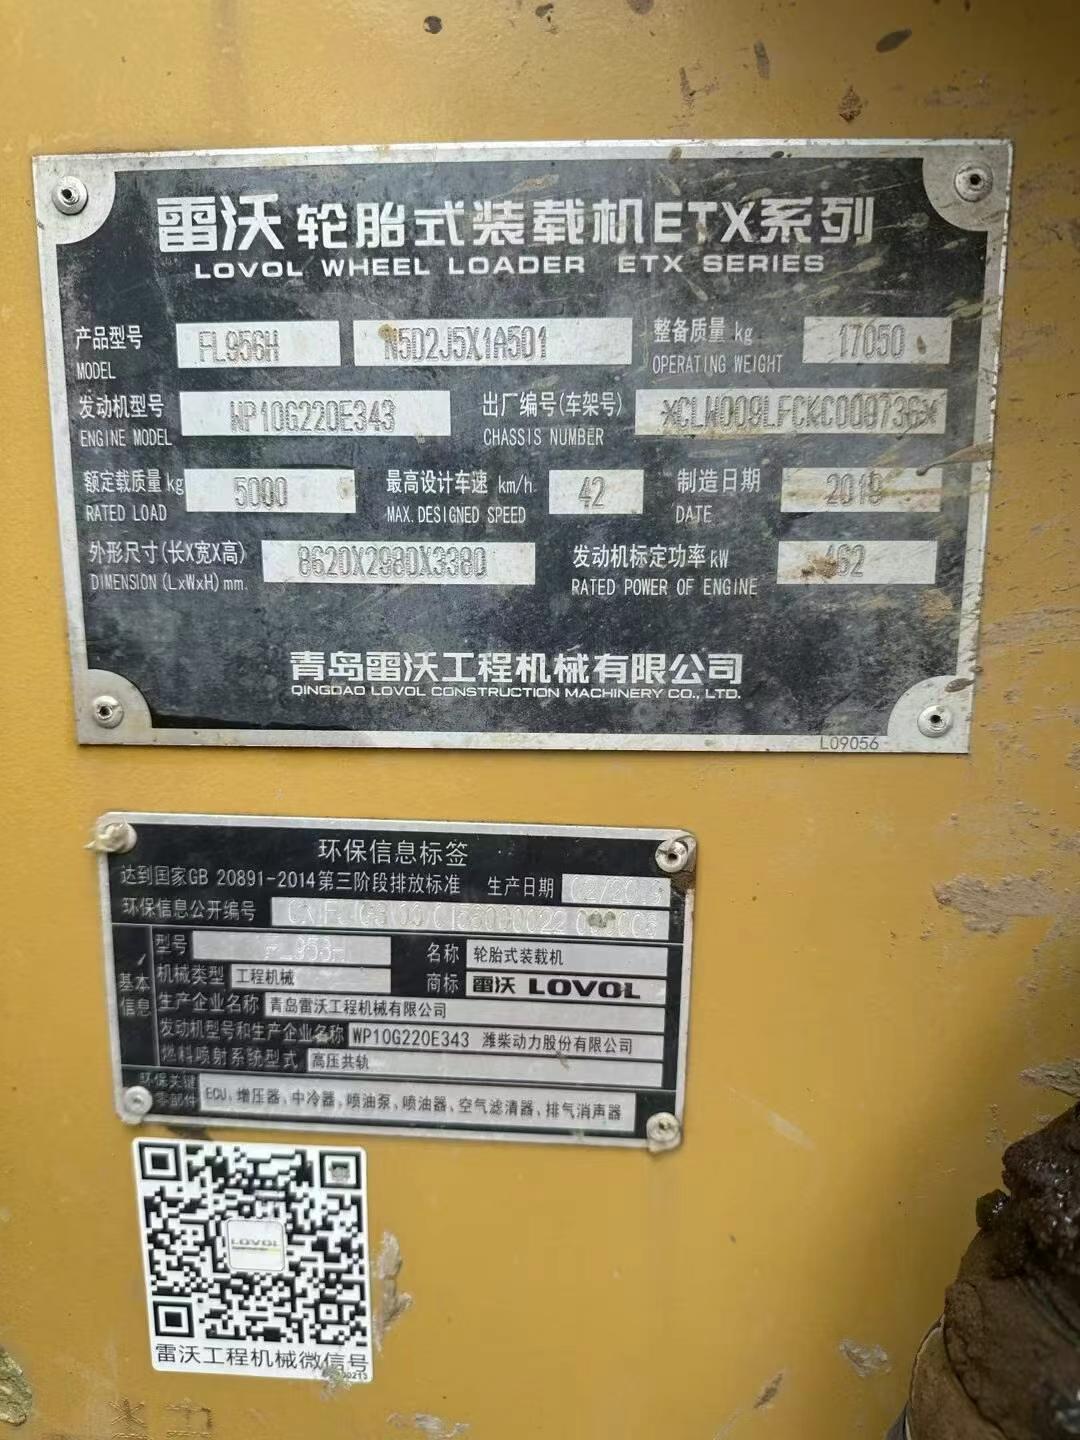 雷沃轮胎式装载机ETX系列
LOVOL WHEEL LOADER ETX SERIES
产品型号 FL956H N5D2J5X1A501 整备质量 kg 17050
MODEL OPERATING WEIGHT
发动机型号 WP10G220E343 出厂编号(车架号)
ENGINE MODEL CHASSIS NUMBER
额定载质量kg 5000 最高设计车速 km/h. 42 制造日期 2019
RATED LOAD MAX.DESIGNED SPEED DATE
外形尺寸(长X宽X高) 8620X2980X3380 发动机标定功率kW 162
DIMENSION(LxWxH)mm. RATED POWER OF ENGINE
青岛雷沃工程机械有限公司
QINGDAO LOVOL CONSTRUCTION MACHINERY CO., LTD.
L09056
环保信息标签
达到国家GB 20891-2014第三阶段排放标准 生产日期 02/2019
环保信息公开编号
型号 名称 轮胎式装载机
机械类型 工程机械 商标 雷沃 LOVOL
基本信息
生产企业名称 青岛雷沃工程机械有限公司
发动机型号和生产企业名称 WP10G220E343 潍柴动力股份有限公司
燃料喷射系统型式 高压共轨
环保关键
零部件 ECU、增压器、中冷器、喷油泵、喷油器、空气滤清器、排气消声器
LOVOL
雷沃工程机械微信号